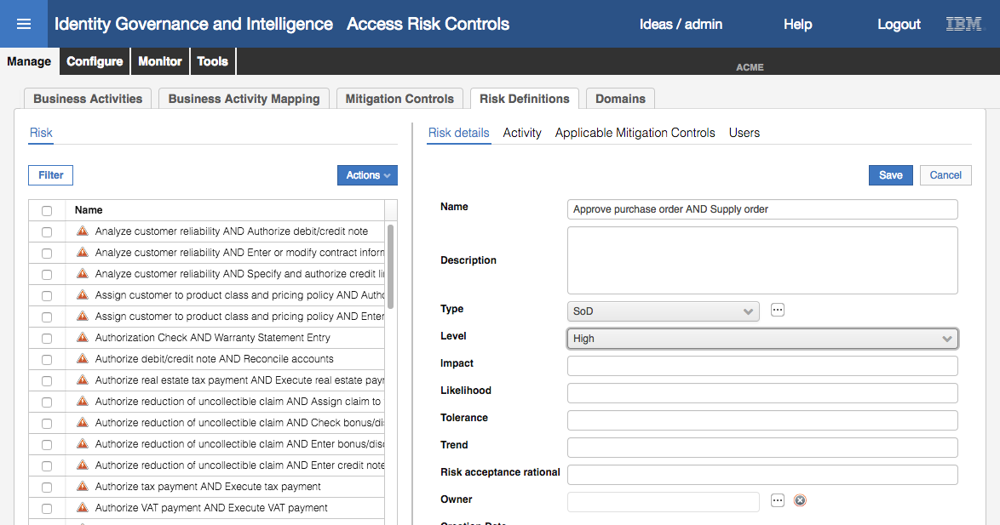 Identity Governance and Intelligence Access Risk Controls Ideas / admin Help Logout IBM
Manage Configure Monitor Tools
ACME
Business Activities Business Activity Mapping Mitigation Controls Risk Definitions Domains
Risk
Filter Actions
Name
Analyze customer reliability AND Authorize debit/credit note
Analyze customer reliability AND Enter or modify contract inforn
Analyze customer reliability AND Specify and authorize credit li
Assign customer to product class and pricing policy AND Autho
Assign customer to product class and pricing policy AND Enter
Authorization Check AND Warranty Statement Entry
Authorize debit/credit note AND Reconcile accounts
Authorize real estate tax payment AND Execute real estate payr
Authorize reduction of uncollectible claim AND Assign claim to
Authorize reduction of uncollectible claim AND Check bonus/di
Authorize reduction of uncollectible claim AND Enter bonus/disc
Authorize reduction of uncollectible claim AND Enter credit note
Authorize tax payment AND Execute tax payment
Authorize VAT payment AND Execute VAT payment
Risk details Activity Applicable Mitigation Controls Users
Save Cancel
Name Approve purchase order AND Supply order
Description
Type SoD
Level High
Impact
Likelihood
Tolerance
Trend
Risk acceptance rational
Owner
Creation Date